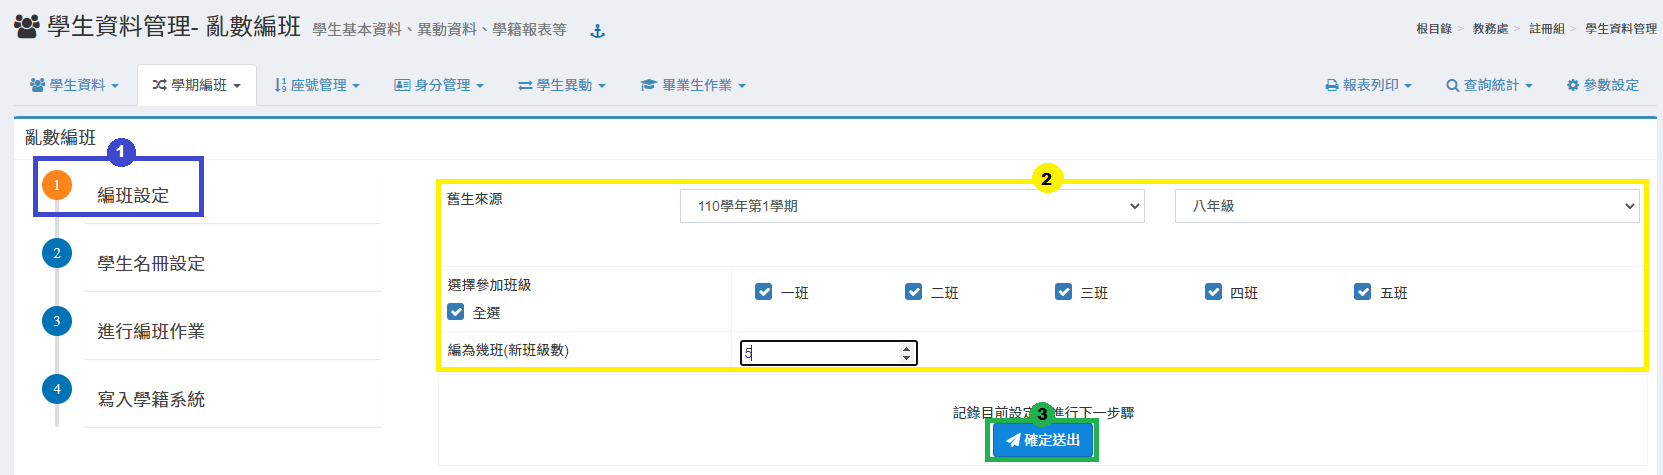 學生資料管理- 亂數編班 學生基本資料、異動資料、學籍報表等
根目錄 > 教務處 > 註冊組 > 學生資料管理
學生資料 學期編班 座號管理 身分管理 學生異動 畢業生作業 報表列印 查詢統計 參數設定
亂數編班
1
1 編班設定
2 學生名冊設定
3 進行編班作業
4 寫入學籍系統
2
舊生來源 110學年第1學期 八年級
選擇參加班級
全選
一班 二班 三班 四班 五班
編為幾班(新班級數) 5
記錄目前設定 進行下一步驟
3
確定送出